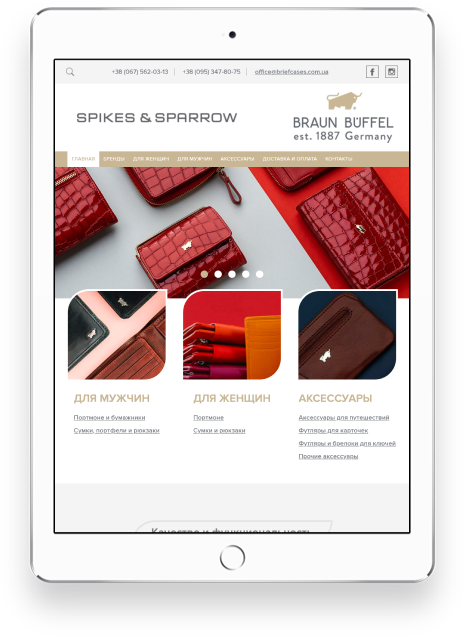 +38 (067) 562-03-13 | +38 (095) 347-80-75 | office@briefcases.com.ua
SPIKES & SPARROW
BRAUN BÜFFEL
est. 1887 Germany
ГЛАВНАЯ БРЕНДЫ ДЛЯ ЖЕНЩИН ДЛЯ МУЖЧИН АКСЕССУАРЫ ДОСТАВКА И ОПЛАТА КОНТАКТЫ
ДЛЯ МУЖЧИН
Портмоне и бумажники
Сумки, портфели и рюкзаки
ДЛЯ ЖЕНЩИН
Портмоне
Сумки и рюкзаки
АКСЕССУАРЫ
Аксессуары для путешествий
Футляры для карточек
Футляры и брелоки для ключей
Прочие аксессуары
Качество и функциональность